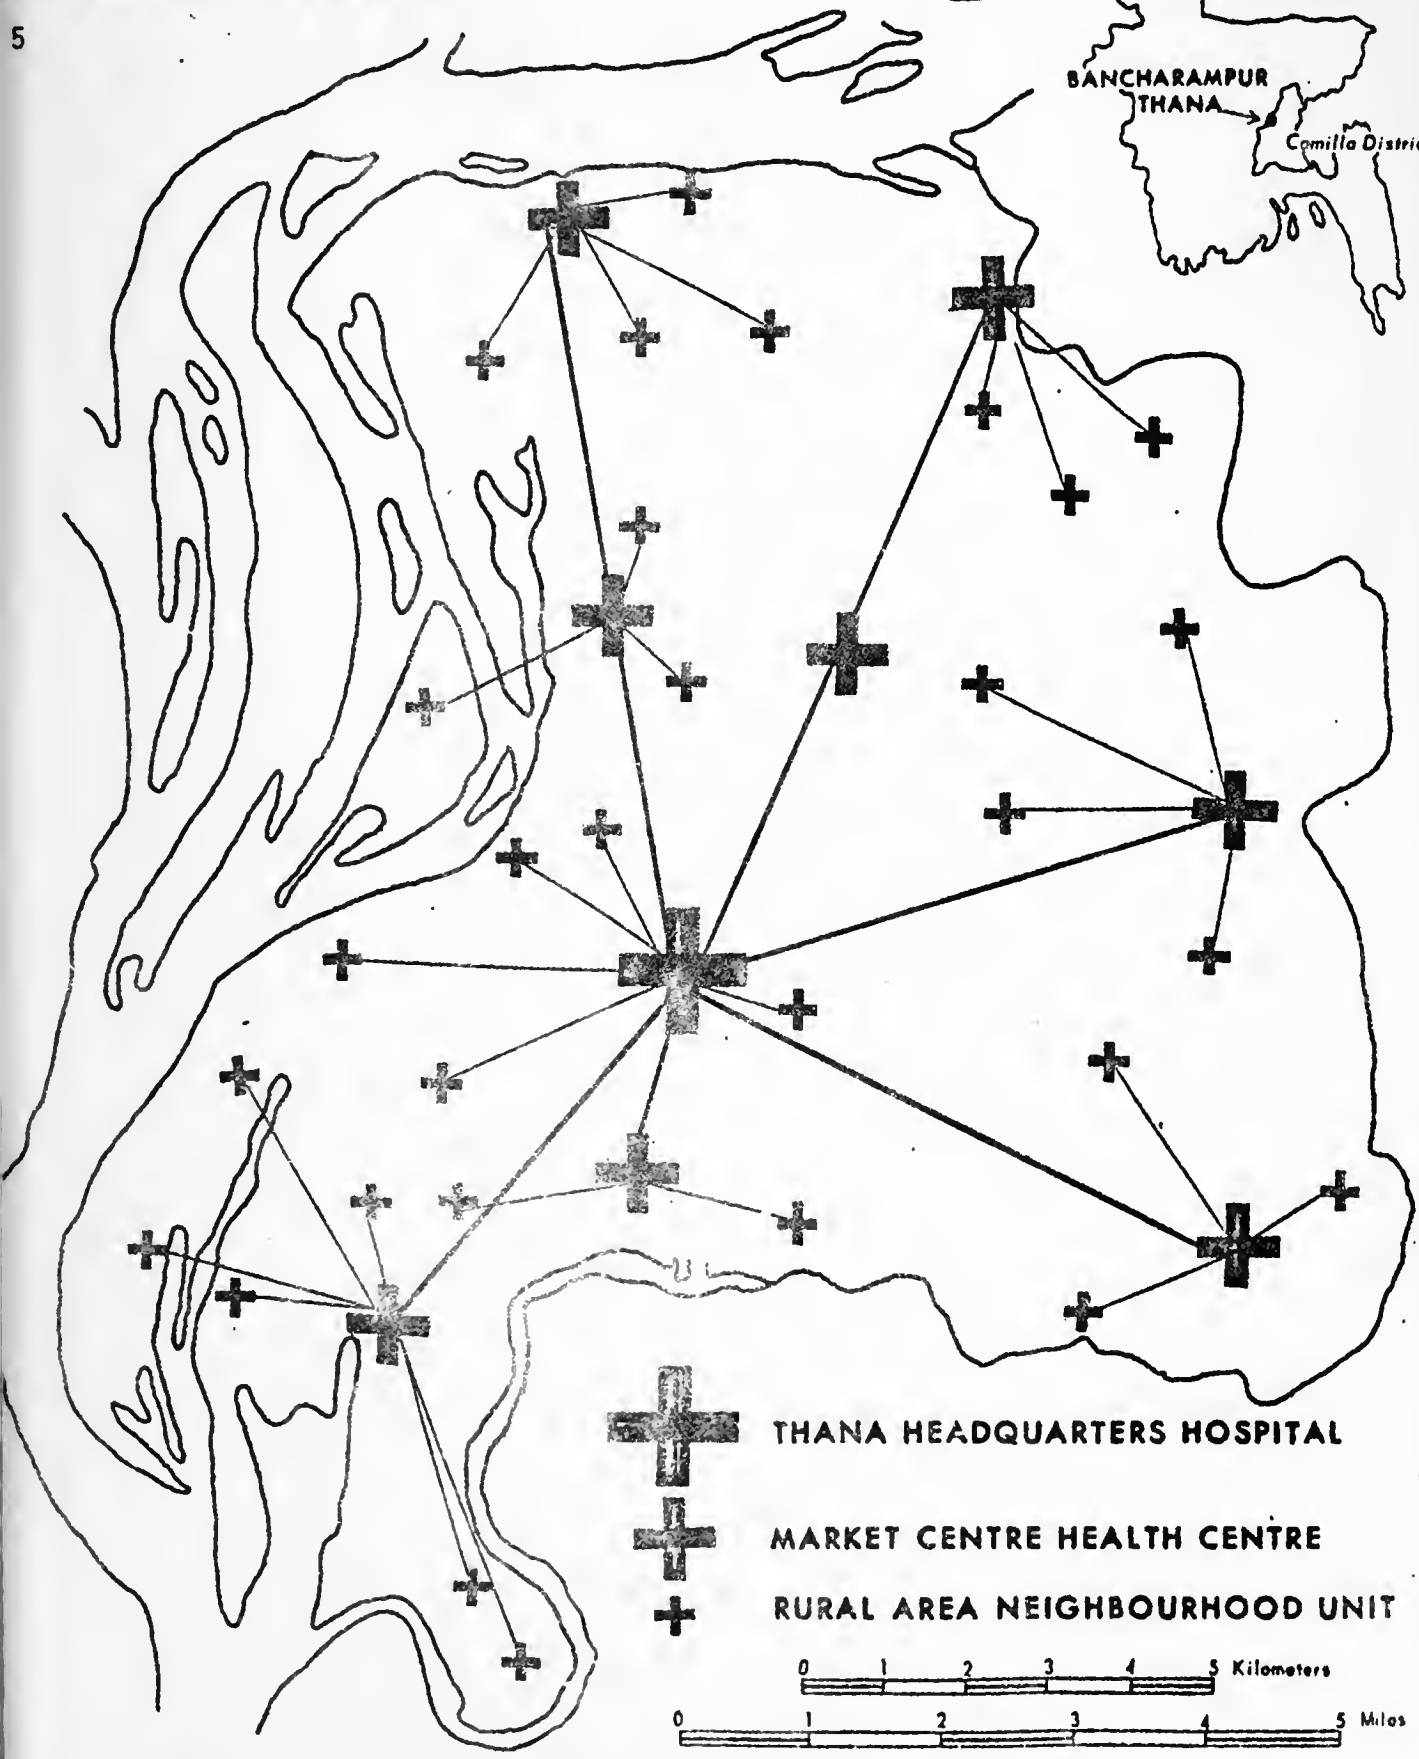 5
BANCHARAMPUR
THANA
Comilla Distric
THANA HEADQUARTERS HOSPITAL
MARKET CENTRE HEALTH CENTRE
RURAL AREA NEIGHBOURHOOD UNIT
0 1 2 3 4 5 Kilometers
0 1 2 3 4 5 Miles